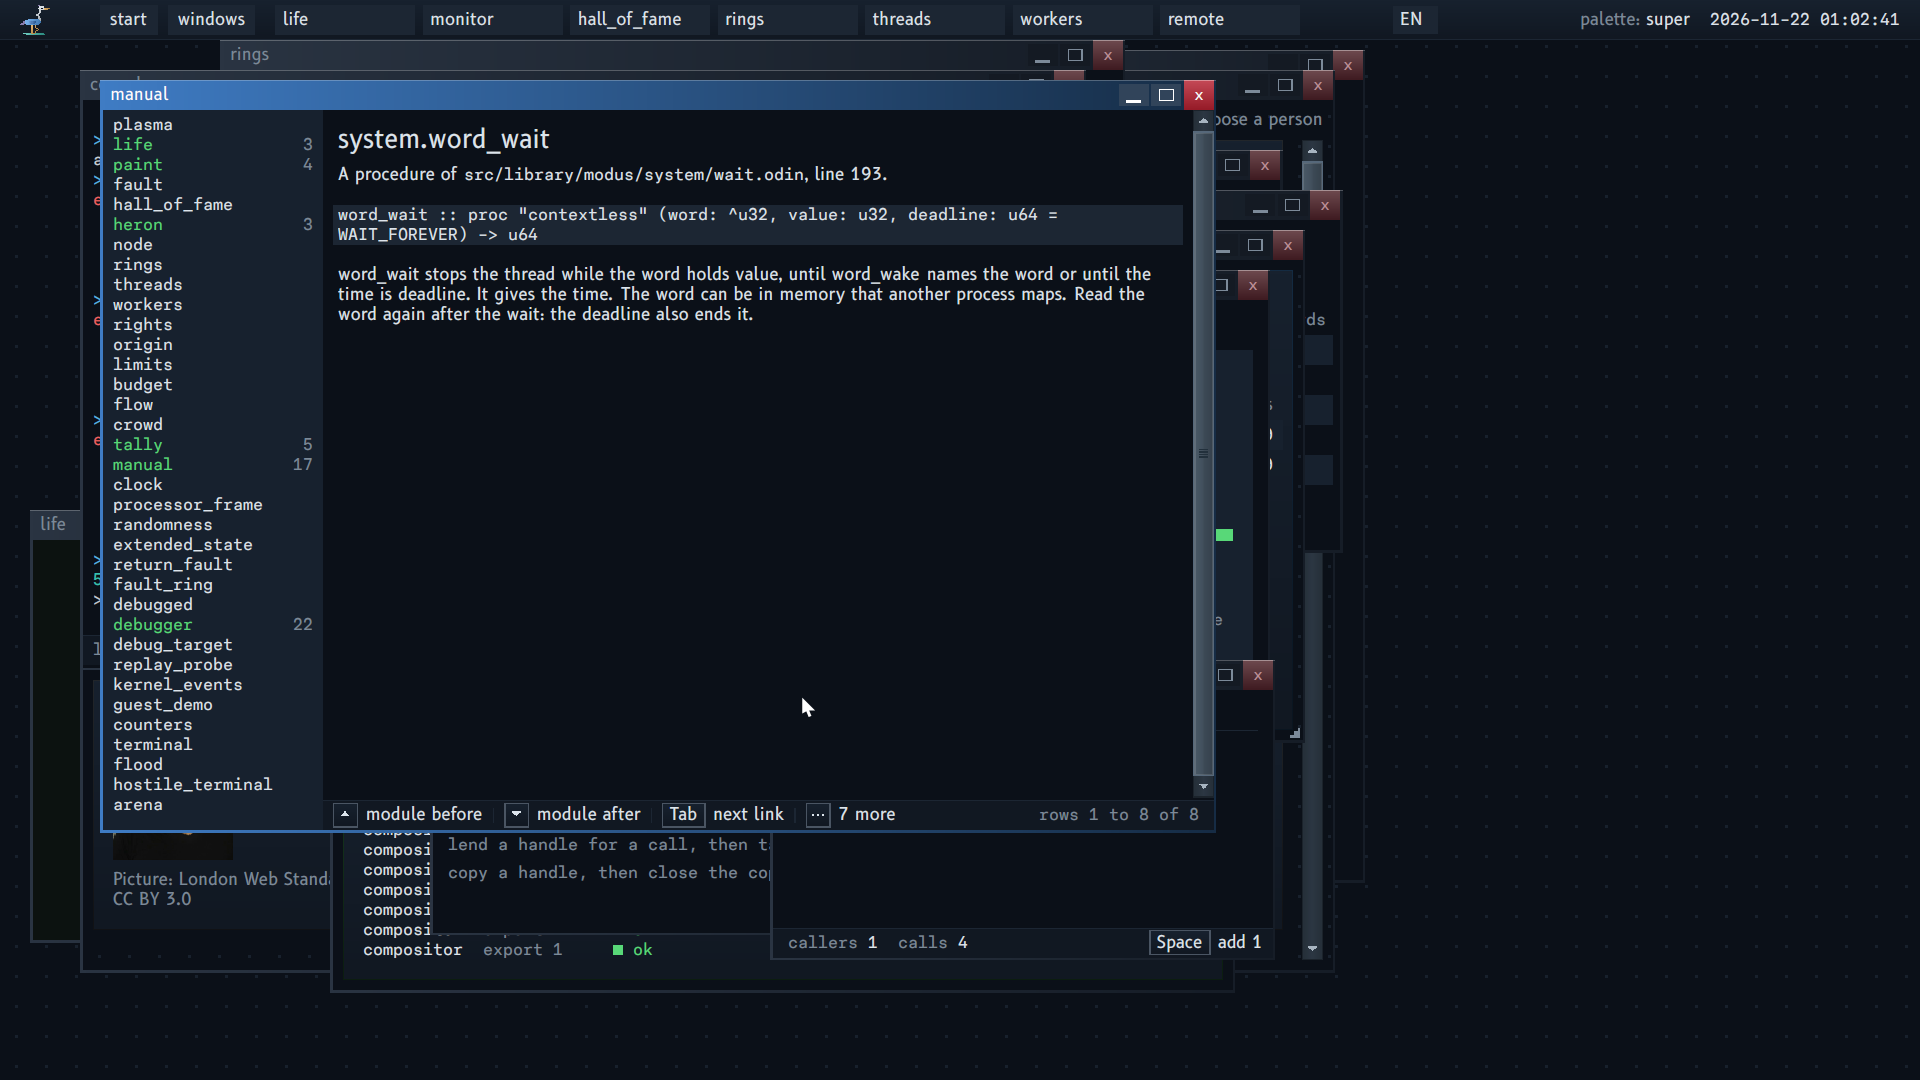 start windows life monitor hall_of_fame rings threads workers remote EN palette: super 2026-11-22 01:02:41
rings
manual
plasma
life 3
paint 4
fault
hall_of_fame
heron 3
node
rings
threads
workers
rights
origin
limits
budget
flow
crowd
tally 5
manual 17
clock
processor_frame
randomness
extended_state
return_fault
fault_ring
debugged
debugger 22
debug_target
replay_probe
kernel_events
guest_demo
counters
terminal
flood
hostile_terminal
arena
system.word_wait
A procedure of src/library/modus/system/wait.odin, line 193.
word_wait :: proc "contextless" (word: ^u32, value: u32, deadline: u64 =
WAIT_FOREVER) -> u64
word_wait stops the thread while the word holds value, until word_wake names the word or until the
time is deadline. It gives the time. The word can be in memory that another process maps. Read the
word again after the wait: the deadline also ends it.
module before module after Tab next link 7 more rows 1 to 8 of 8
a person
life
lend a handle for a call, then
copy a handle, then close the
Picture: London Web
CC BY 3.0
compositor export 1 ok
callers 1 calls 4 Space add 1